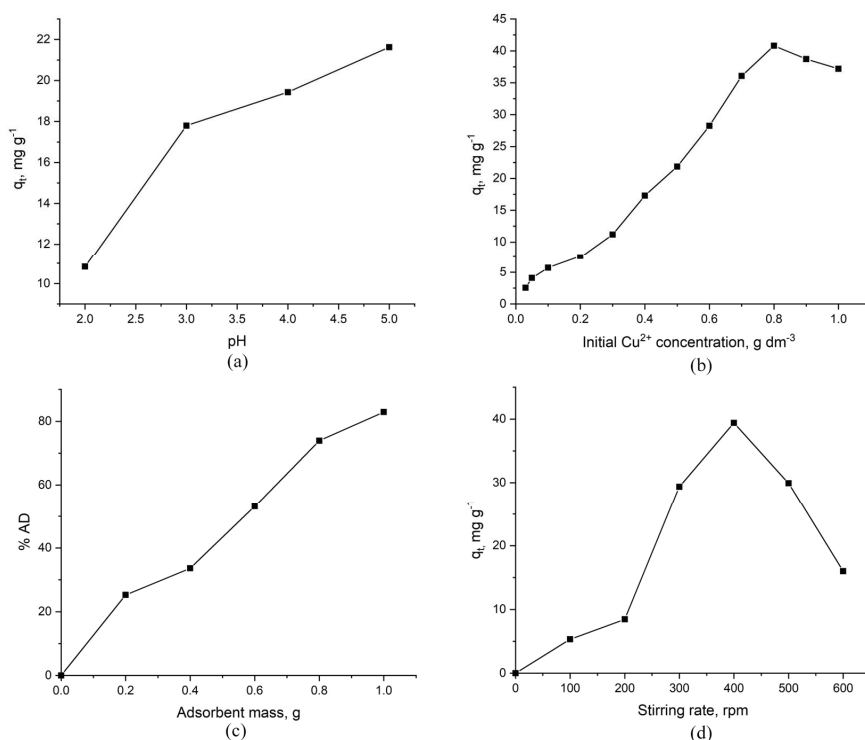 22
20
18
16
14
12
10
qt, mg g-1
2.0 2.5 3.0 3.5 4.0 4.5 5.0
pH
(a)
45
40
35
30
25
20
15
10
5
0
qt, mg g-1
0.0 0.2 0.4 0.6 0.8 1.0
Initial Cu2+ concentration, g dm-3
(b)
80
60
40
20
0
% AD
0.0 0.2 0.4 0.6 0.8 1.0
Adsorbent mass, g
(c)
40
30
20
10
0
qt, mg g-1
0 100 200 300 400 500 600
Stirring rate, rpm
(d)